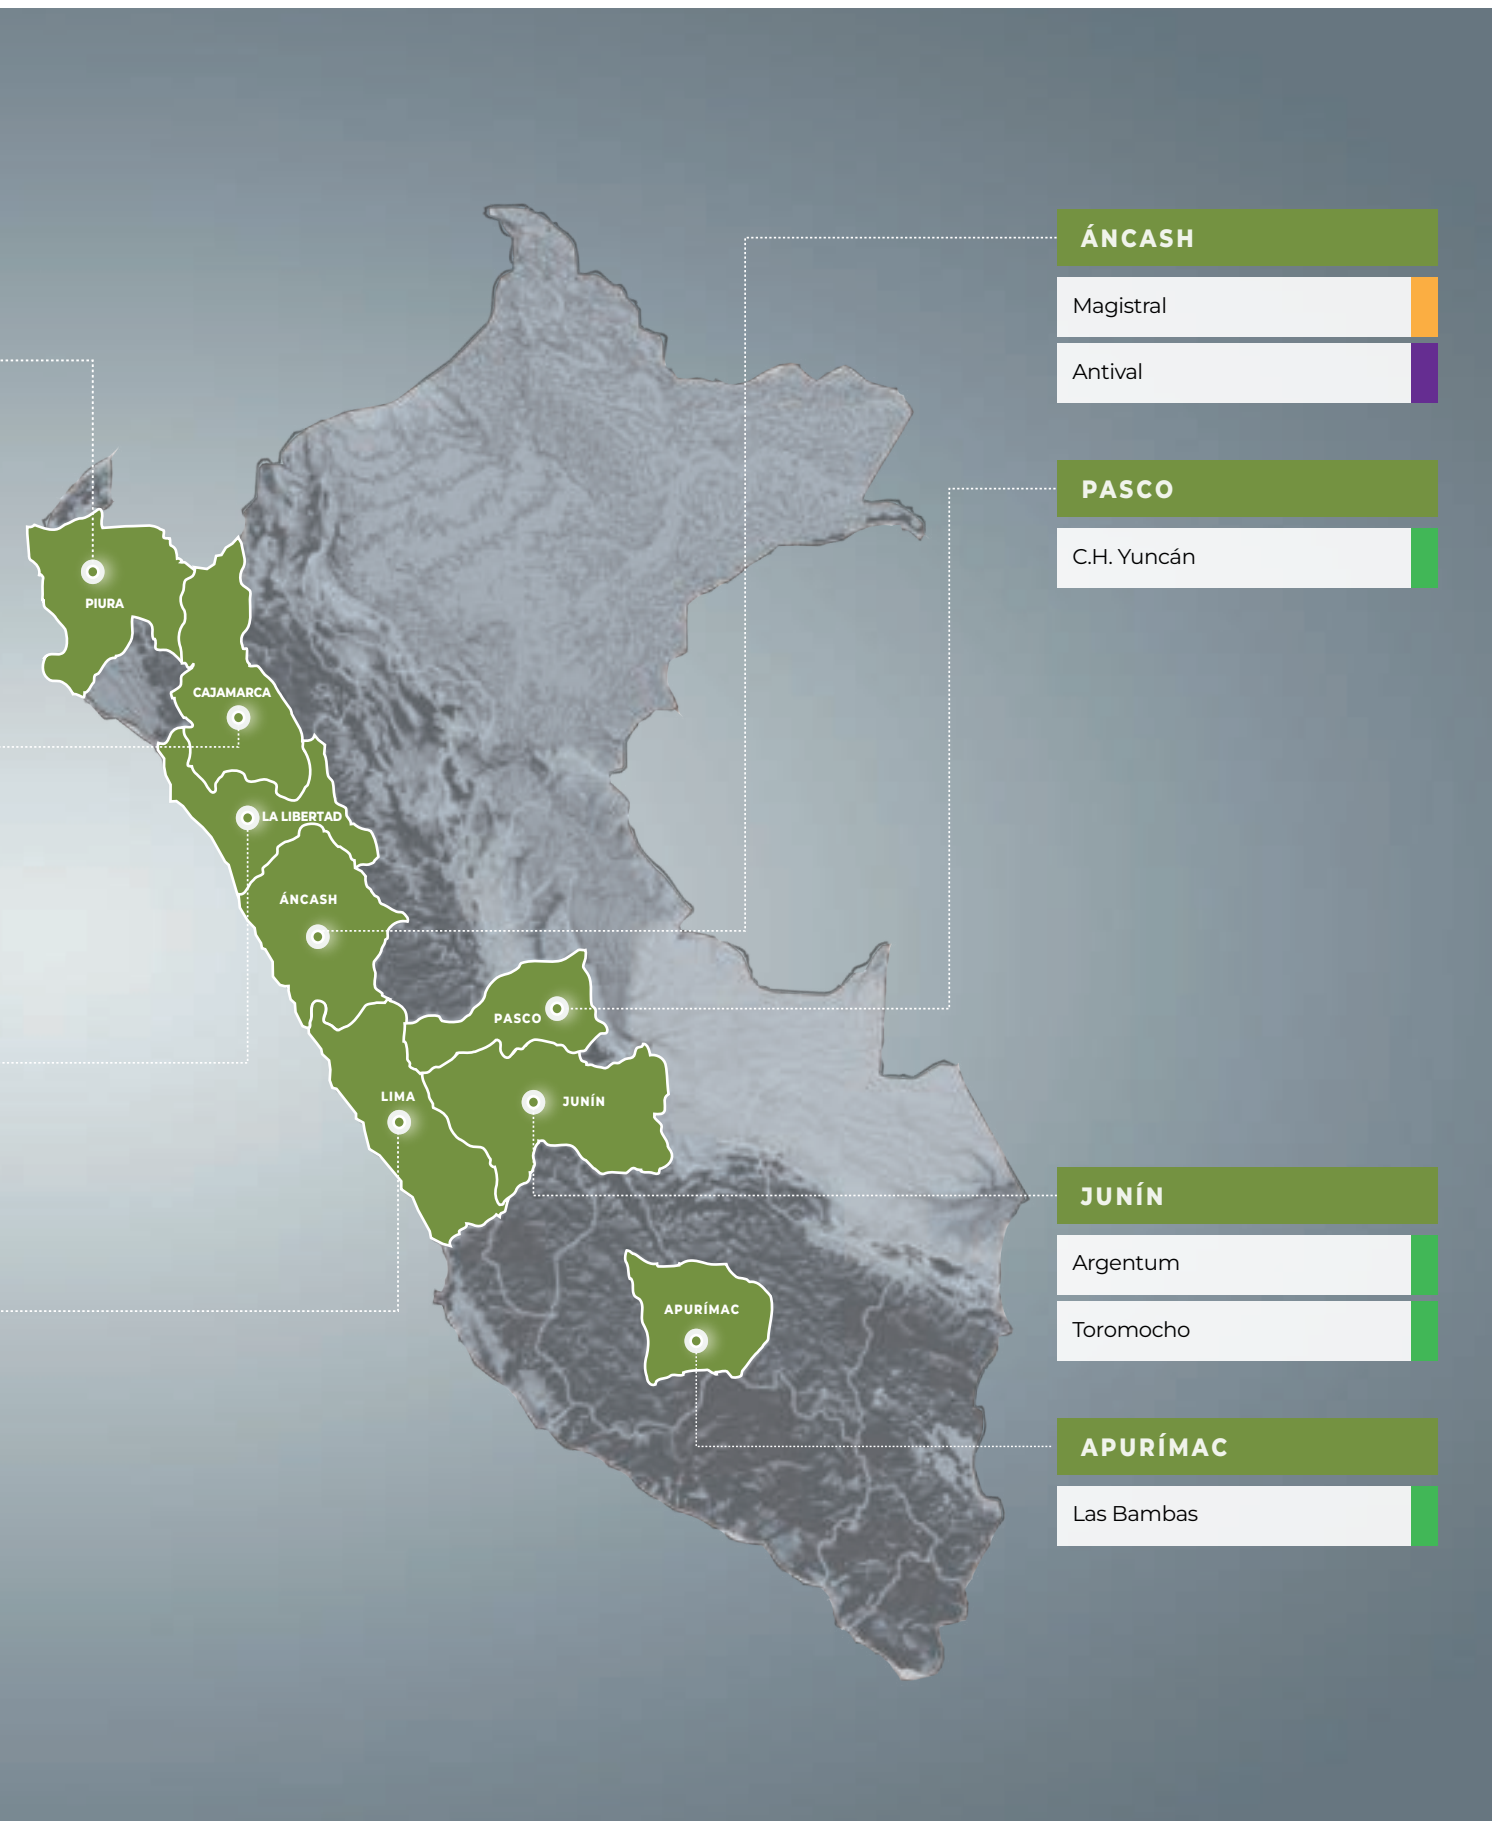 ÁNCASH
Magistral
Antival
PASCO
C.H. Yuncán
PIURA
CAJAMARCA
LA LIBERTAD
ÁNCASH
PASCO
LIMA
JUNÍN
APURÍMAC
JUNÍN
Argentum
Toromocho
APURÍMAC
Las Bambas